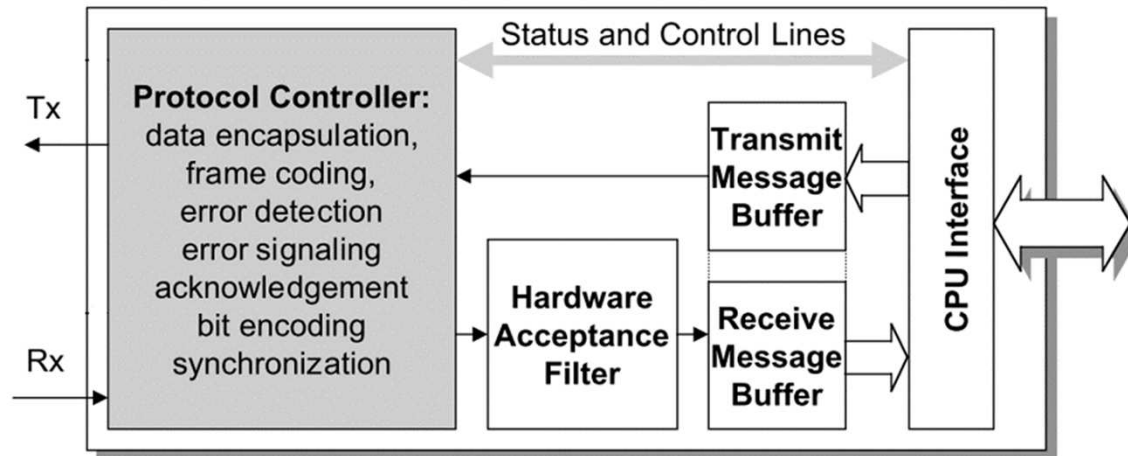 Status and Control Lines
Tx
Rx
Protocol Controller:
data encapsulation,
frame coding,
error detection
error signaling
acknowledgement
bit encoding
synchronization
Transmit
Message
Buffer
Hardware
Acceptance
Filter
Receive
Message
Buffer
CPU Interface